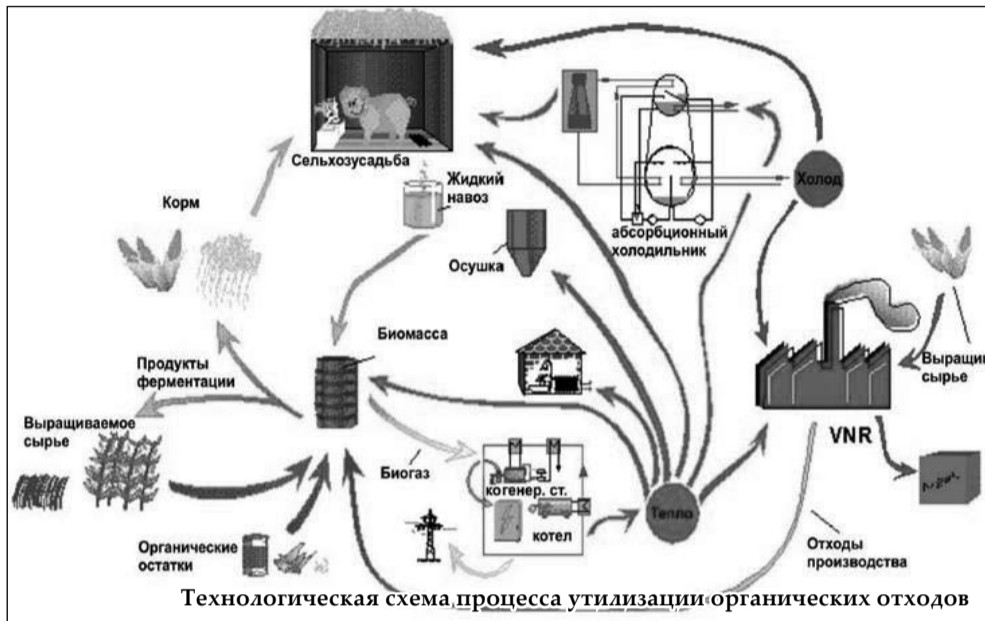 Сельхозусадьба
Жидкий
навоз
Корм
Осушка
абсорбционный
холодильник
Холод
Биомасса
Продукты
ферментации
Выращиваемое
сырье
Выращи
сырье
VNR
Биогаз
когенер. ст.
котел
Тепло
Органические
остатки
Отходы
производства
Технологическая схема процесса утилизации органических отходов